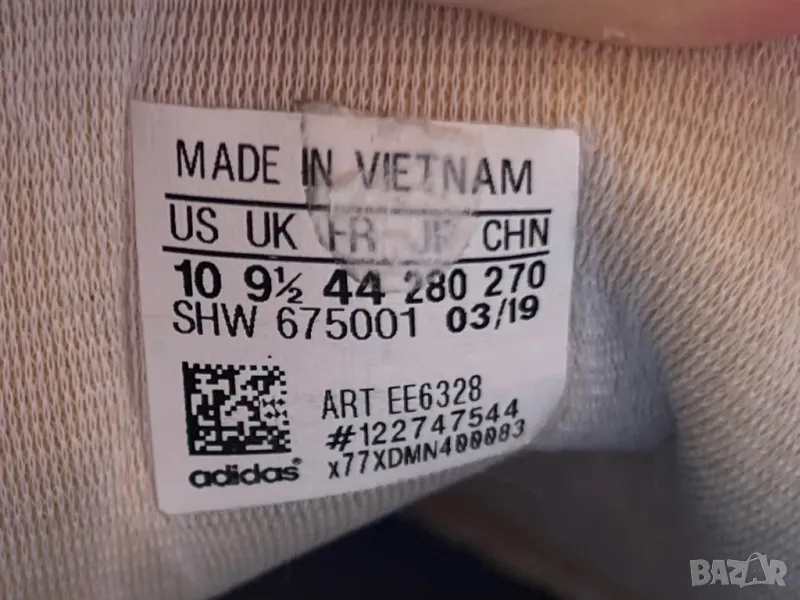 MADE IN VIETNAM
US UK FR JP CHN
10 9½ 44 280 270
SHW 675001 03/19
ART EE6328
#122747544
x77XDMN400083
adidas
BAZAR